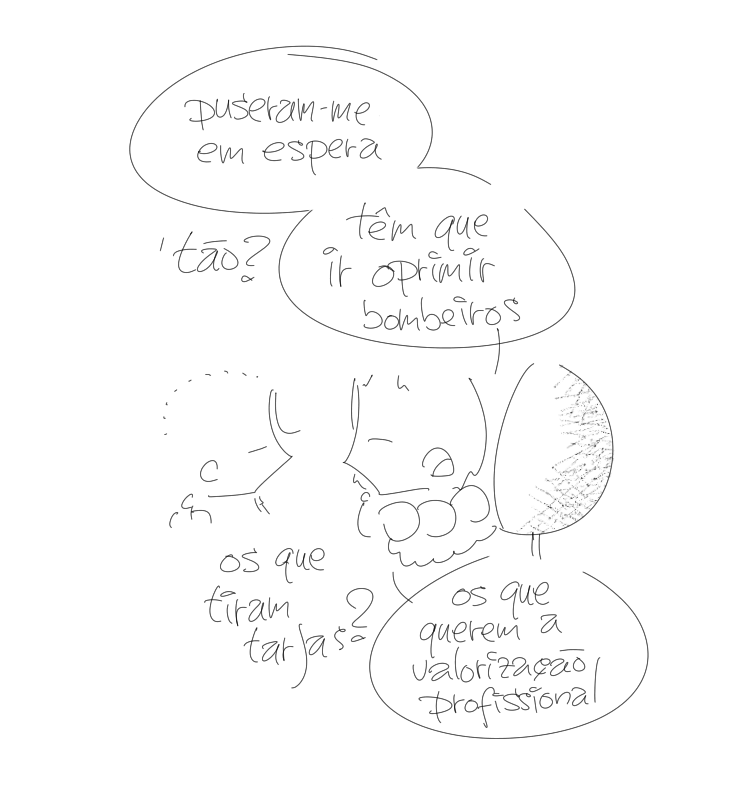 puseram-me
em espera
'tão?
têm que
ir oprimir
bombeiros
os que
tiram
tarjas?
os que
querem a
valorização
profissional